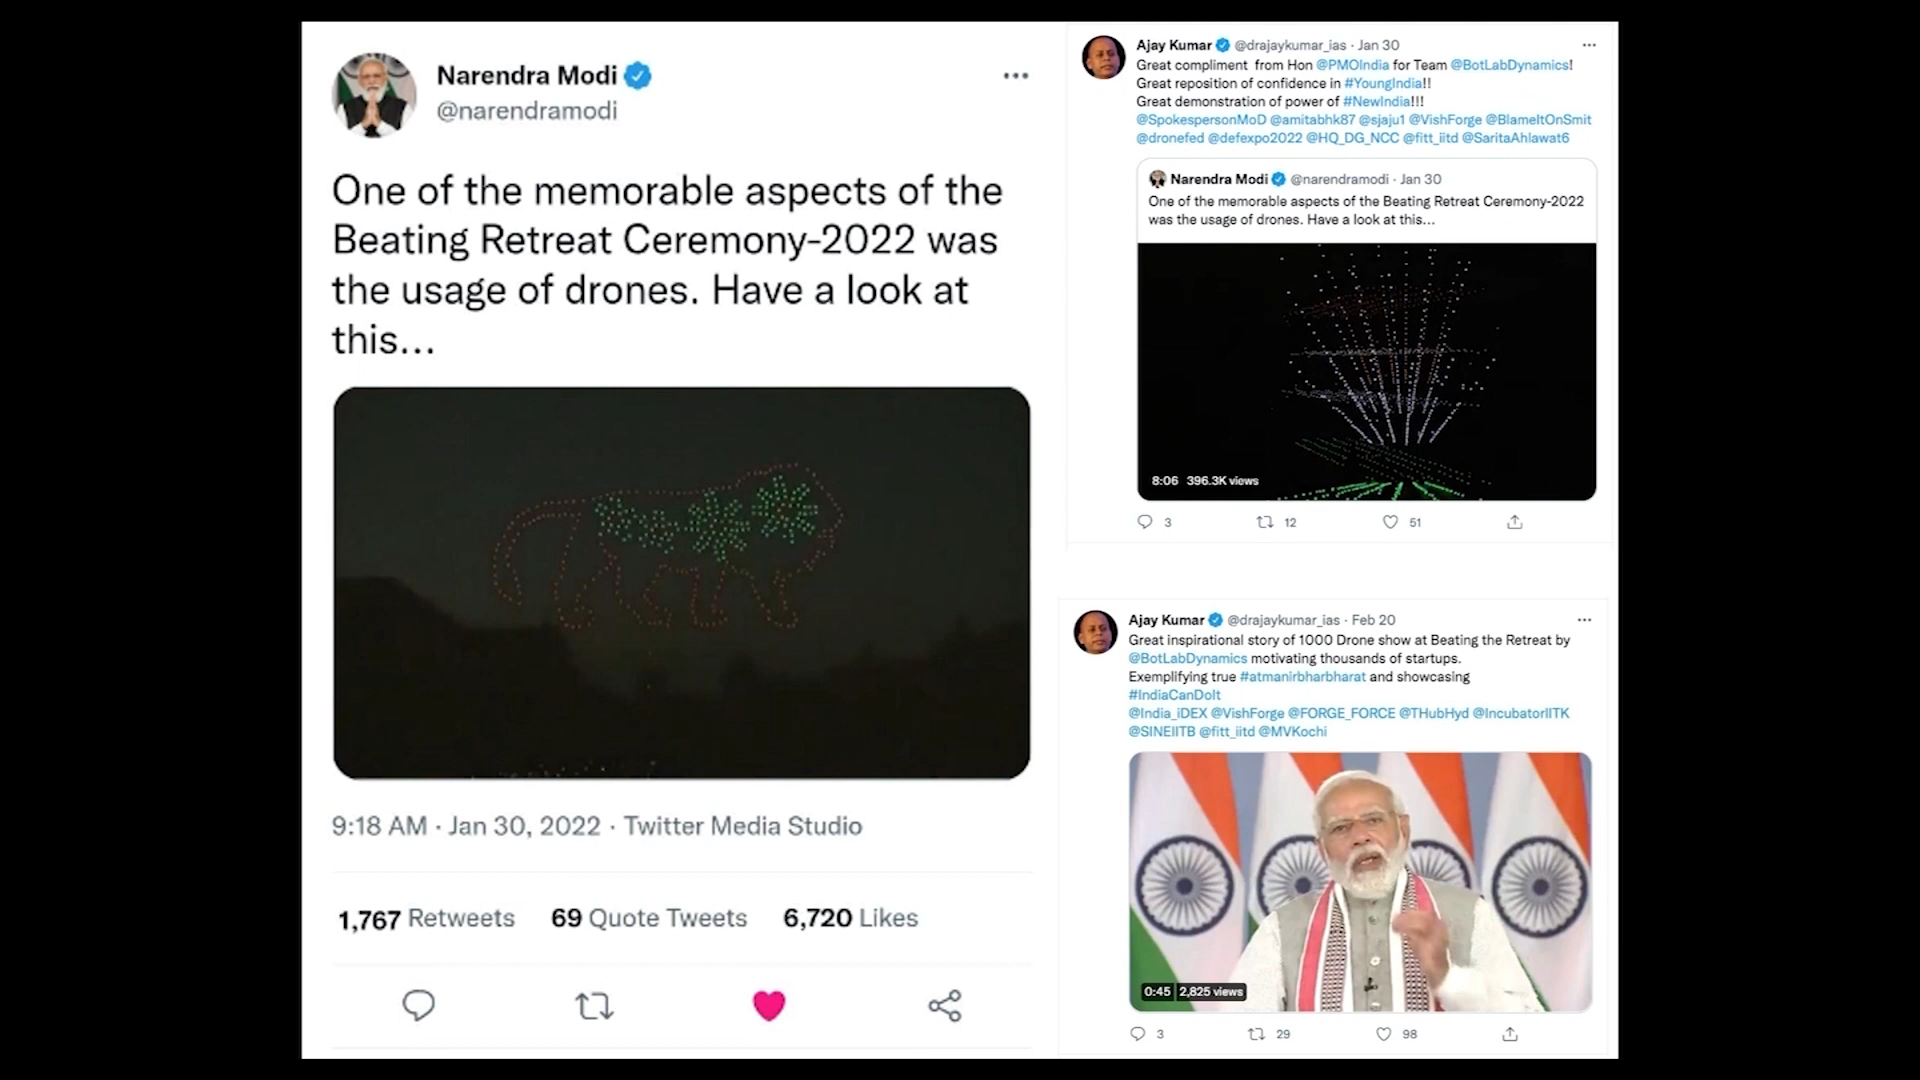 Narendra Modi
@narendramodi
One of the memorable aspects of the
Beating Retreat Ceremony-2022 was
the usage of drones. Have a look at
this...
9:18 AM · Jan 30, 2022 · Twitter Media Studio
1,767 Retweets 69 Quote Tweets 6,720 Likes
Ajay Kumar @drajaykumar_ias · Jan 30
Great compliment from Hon @PMOIndia for Team @BotLabDynamics!
Great reposition of confidence in #YoungIndia!!
Great demonstration of power of #NewIndia!!!
@SpokespersonMoD @amitabhk87 @sjaju1 @VishForge @BlameItOnSmit
@dronefed @defexpo2022 @HQ_DG_NCC @fitt_iitd @SaritaAhlawat6
Narendra Modi @narendramodi · Jan 30
One of the memorable aspects of the Beating Retreat Ceremony-2022
was the usage of drones. Have a look at this...
8:06 396.3K views
3 12 51
Ajay Kumar @drajaykumar_ias · Feb 20
Great inspirational story of 1000 Drone show at Beating the Retreat by
@BotLabDynamics motivating thousands of startups.
Exemplifying true #atmanirbharbharat and showcasing
#IndiaCanDoIt
@India_iDEX @VishForge @FORGE_FORCE @THubHyd @IncubatorIITK
@SINEIITB @fitt_iitd @MVKochi
0:45 2,825 views
3 29 98